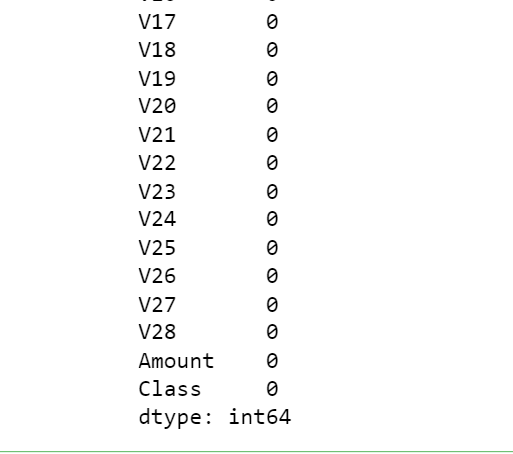 V17 0
V18 0
V19 0
V20 0
V21 0
V22 0
V23 0
V24 0
V25 0
V26 0
V27 0
V28 0
Amount 0
Class 0
dtype: int64